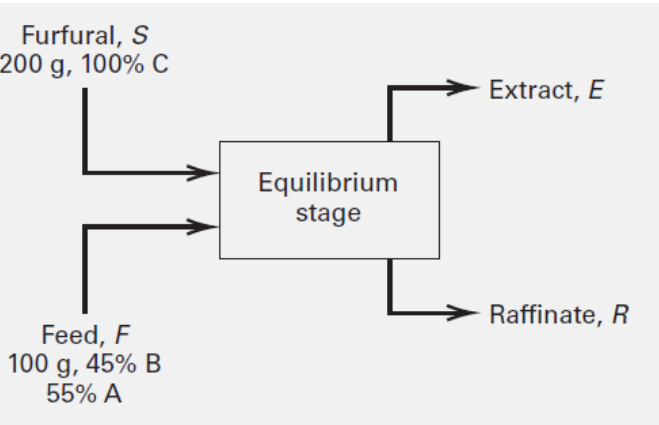 Furfural, S
200 g, 100% C
Extract, E
Equilibrium
stage
Raffinate, R
Feed, F
100 g, 45% B
55% A